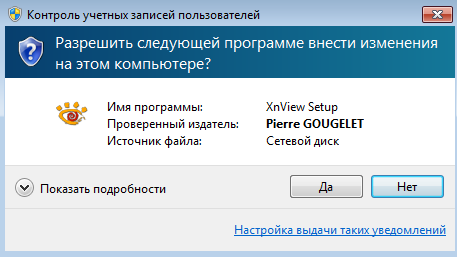 Контроль учетных записей пользователей
Разрешить следующей программе внести изменения
на этом компьютере?
Имя программы: XnView Setup
Проверенный издатель: Pierre GOUGELET
Источник файла: Сетевой диск
Показать подробности Да Нет
Настройка выдачи таких уведомлений